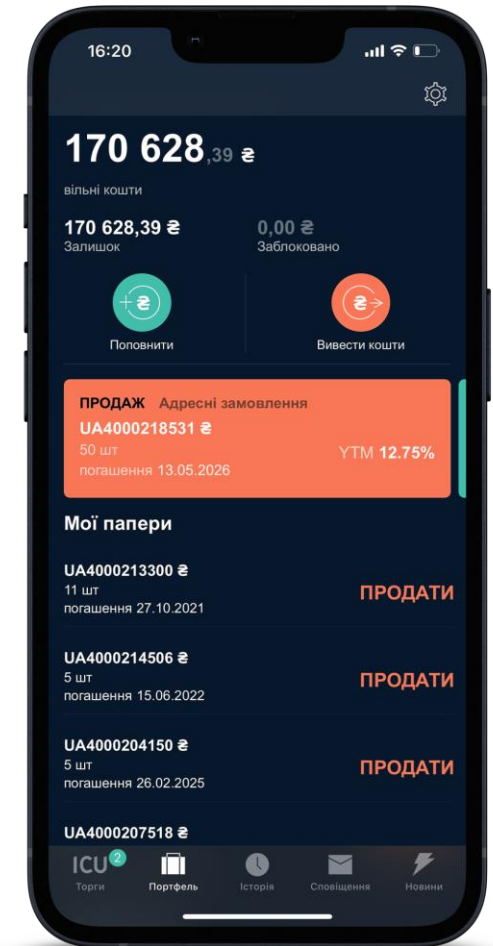 16:20
170 628,39 ₴
вільні кошти
170 628,39 ₴ 0,00 ₴
Залишок Заблоковано
+₴ ₴→
Поповнити Вивести кошти
ПРОДАЖ Адресні замовлення
UA4000218531 ₴
50 шт YTM 12.75%
погашення 13.05.2026
Мої папери
UA4000213300 ₴
11 шт ПРОДАТИ
погашення 27.10.2021
UA4000214506 ₴
5 шт ПРОДАТИ
погашення 15.06.2022
UA4000204150 ₴
5 шт ПРОДАТИ
погашення 26.02.2025
UA4000207518 ₴
ICU 2
Торги Портфель Історія Сповіщення Новини